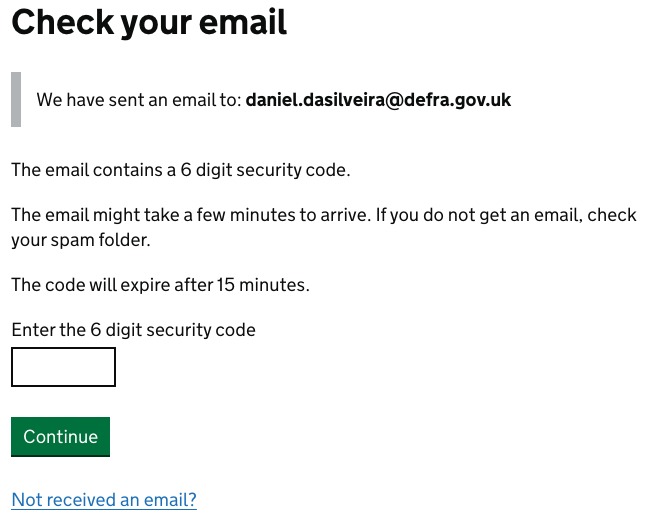 Check your email
We have sent an email to: daniel.dasilveira@defra.gov.uk
The email contains a 6 digit security code.
The email might take a few minutes to arrive. If you do not get an email, check
your spam folder.
The code will expire after 15 minutes.
Enter the 6 digit security code
Continue
Not received an email?